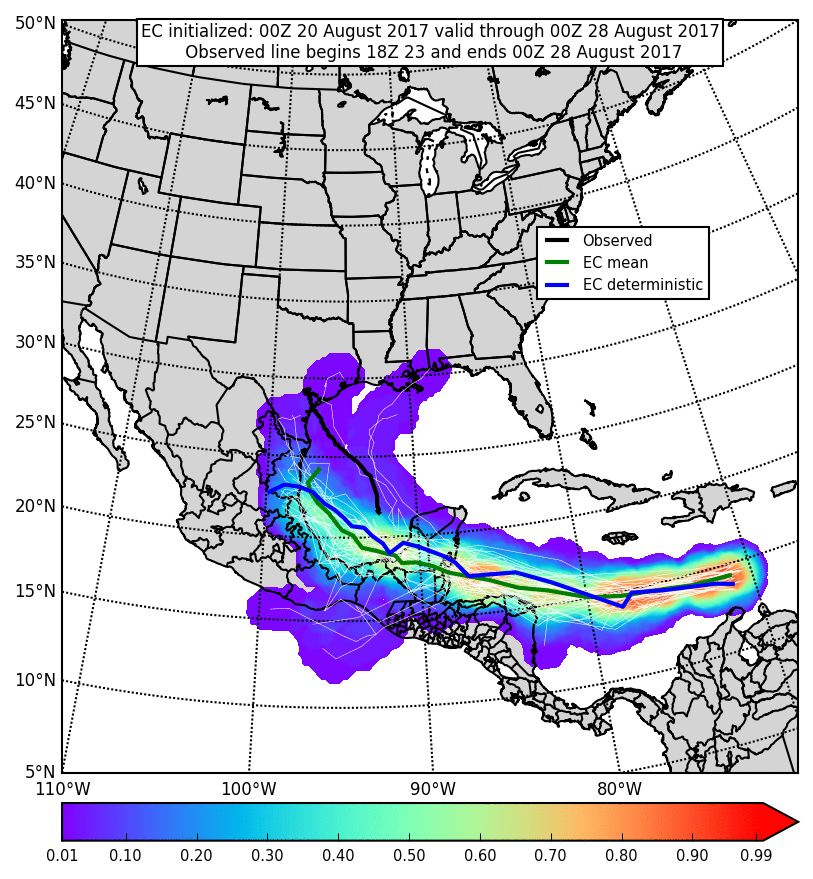 EC initialized: 00Z 20 August 2017 valid through 00Z 28 August 2017
Observed line begins 18Z 23 and ends 00Z 28 August 2017
50°N
45°N
40°N
35°N
30°N
25°N
20°N
15°N
10°N
5°N
Observed
EC mean
EC deterministic
110°W 100°W 90°W 80°W
0.01 0.10 0.20 0.30 0.40 0.50 0.60 0.70 0.80 0.90 0.99